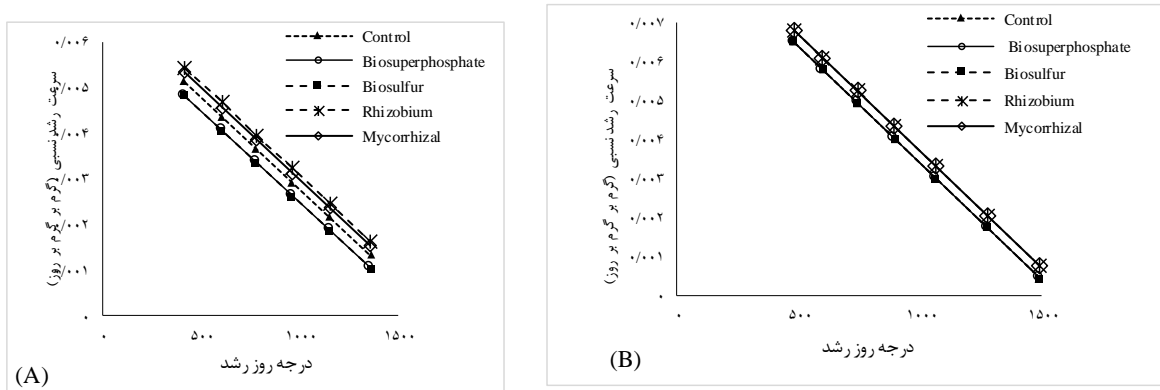 سرعت رشد نسبی (گرم بر گرم بر روز)
۰/۰۰۶
۰/۰۰۵
۰/۰۰۴
۰/۰۰۳
۰/۰۰۲
۰/۰۰۱
۰
۰
۵۰۰
۱۰۰۰
۱۵۰۰
درجه روز رشد
Control
Biosuperphosphate
Biosulfur
Rhizobium
Mycorrhizal
(A)
سرعت رشد نسبی (گرم بر گرم بر روز)
۰/۰۰۷
۰/۰۰۶
۰/۰۰۵
۰/۰۰۴
۰/۰۰۳
۰/۰۰۲
۰/۰۰۱
۰
۰
۵۰۰
۱۰۰۰
۱۵۰۰
درجه روز رشد
Control
Biosuperphosphate
Biosulfur
Rhizobium
Mycorrhizal
(B)